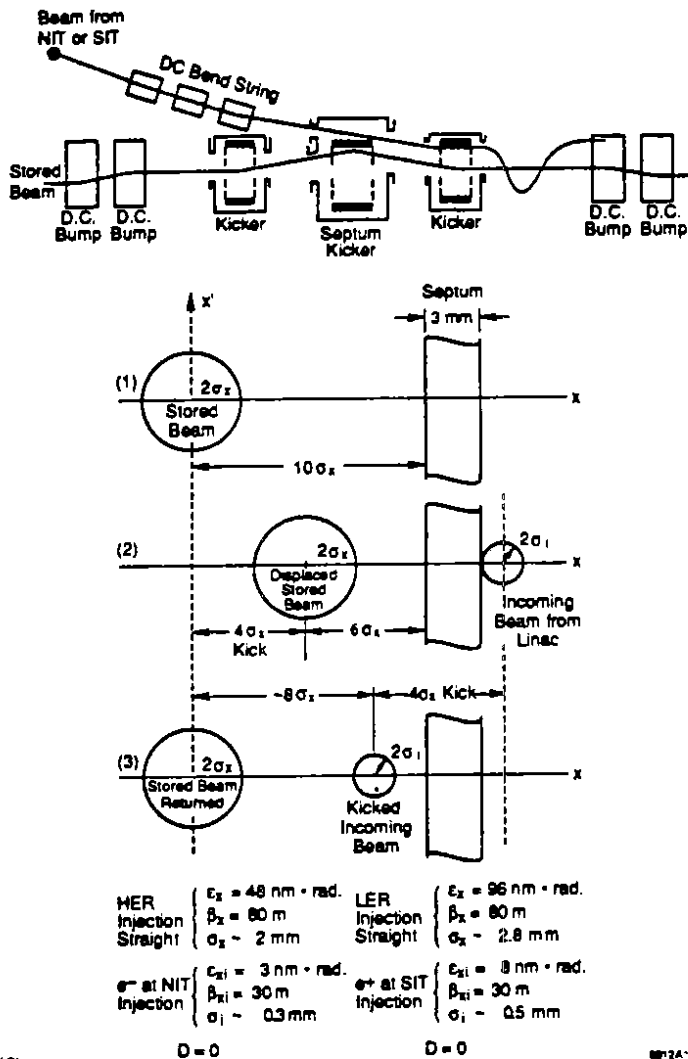 Beam from
NIT or SIT
DC Bend String
Stored
Beam
D.C.
Bump
D.C.
Bump
Kicker
Septum
Kicker
Kicker
D.C.
Bump
D.C.
Bump
x'
Septum
3 mm
(1)
2σx
Stored
Beam
x
10σx
(2)
2σx
Displaced
Stored
Beam
2σi
x
Incoming
Beam from
Linac
4σx
Kick
6σx
~8σx
4σx Kick
(3)
2σx
Stored Beam
Returned
2σi
x
Kicked
Incoming
Beam
HER
Injection
Straight
εx = 48 nm • rad.
βx = 80 m
σx ~ 2 mm
LER
Injection
Straight
εx = 96 nm • rad.
βx = 80 m
σx ~ 2.8 mm
e− at NIT
Injection
εxi = 3 nm • rad.
βxi = 30 m
σi ~ 0.3 mm
e+ at SIT
Injection
εxi = 8 nm • rad.
βxi = 30 m
σi ~ 0.5 mm
D = 0
D = 0